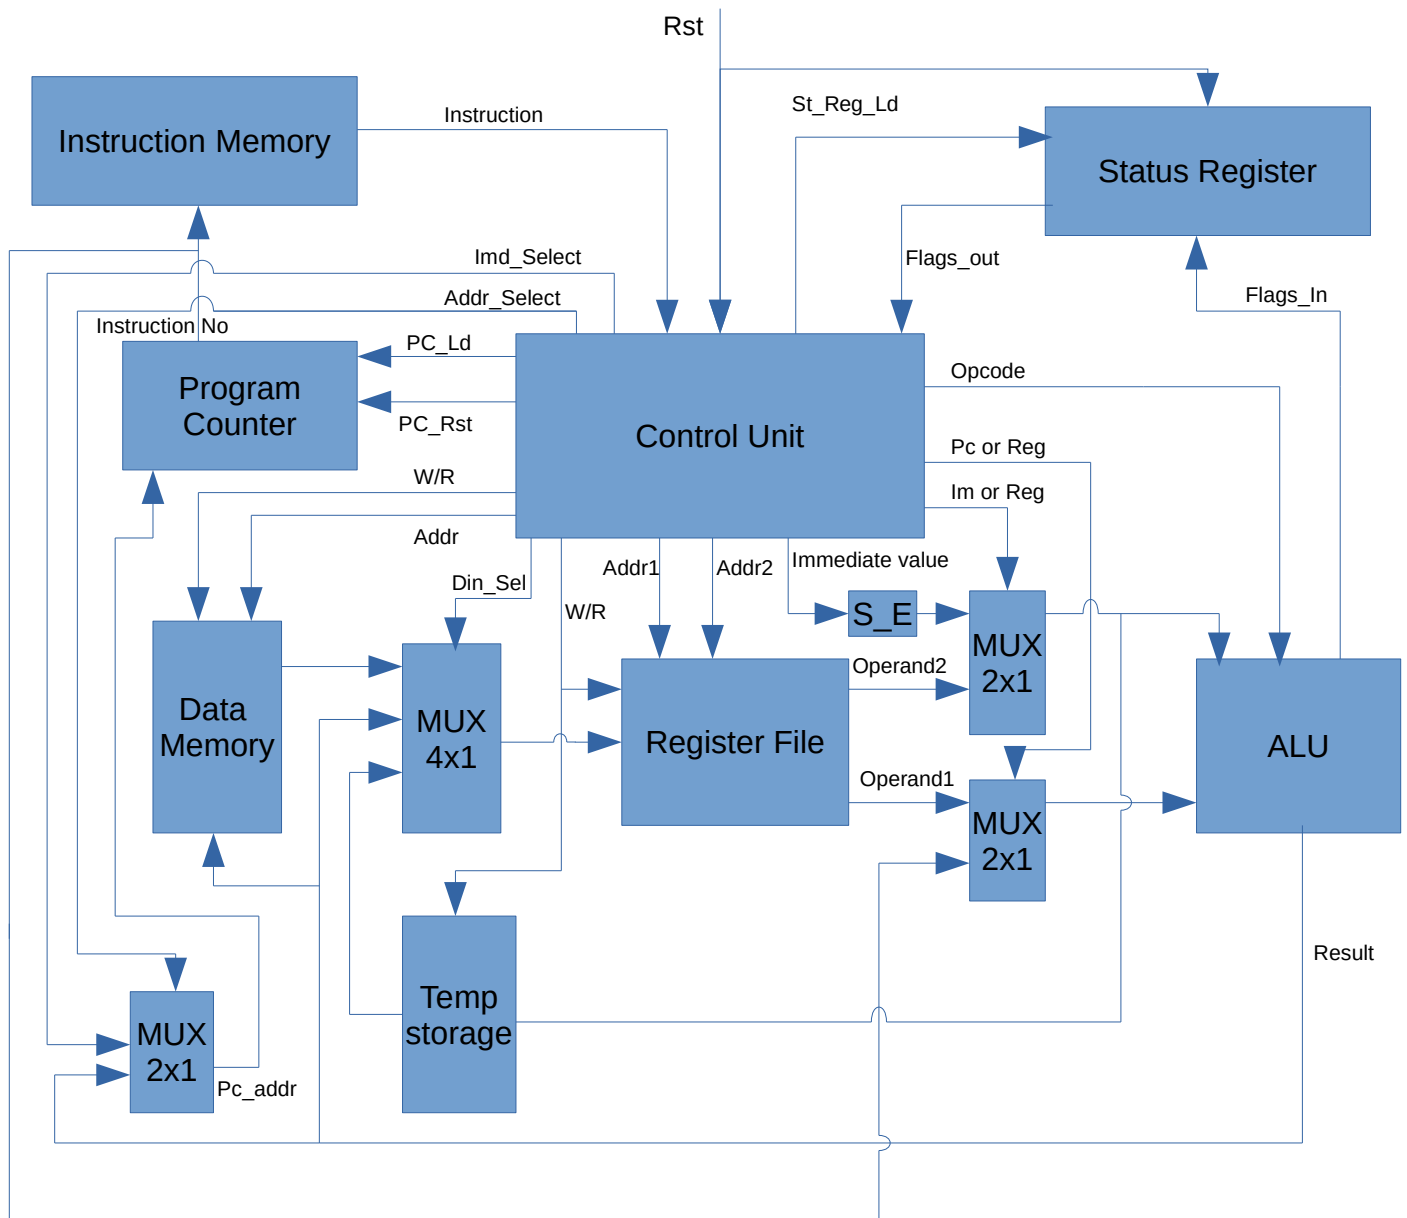 Rst
St_Reg_Ld
Instruction
Instruction Memory
Status Register
Imd_Select
Flags_out
Addr_Select
Flags_In
Instruction No
PC_Ld
Opcode
Program
Counter
PC_Rst
Control Unit
Pc or Reg
W/R
Im or Reg
Addr
Immediate value
Addr1
Addr2
Din_Sel
W/R
S_E
MUX
2x1
Operand2
Data
Memory
MUX
4x1
Register File
ALU
Operand1
MUX
2x1
Result
Temp
storage
MUX
2x1
Pc_addr